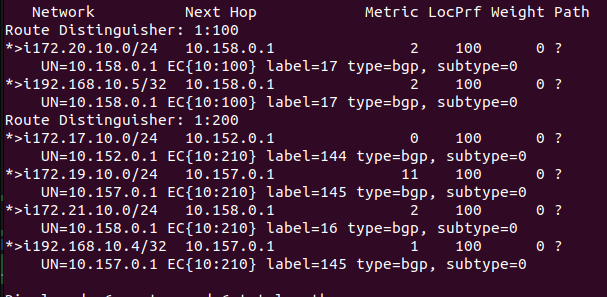 Network Next Hop Metric LocPrf Weight Path
Route Distinguisher: 1:100
*>i172.20.10.0/24 10.158.0.1 2 100 0 ?
UN=10.158.0.1 EC{10:100} label=17 type=bgp, subtype=0
*>i192.168.10.5/32 10.158.0.1 2 100 0 ?
UN=10.158.0.1 EC{10:100} label=17 type=bgp, subtype=0
Route Distinguisher: 1:200
*>i172.17.10.0/24 10.152.0.1 0 100 0 ?
UN=10.152.0.1 EC{10:210} label=144 type=bgp, subtype=0
*>i172.19.10.0/24 10.157.0.1 11 100 0 ?
UN=10.157.0.1 EC{10:210} label=145 type=bgp, subtype=0
*>i172.21.10.0/24 10.158.0.1 2 100 0 ?
UN=10.158.0.1 EC{10:210} label=16 type=bgp, subtype=0
*>i192.168.10.4/32 10.157.0.1 1 100 0 ?
UN=10.157.0.1 EC{10:210} label=145 type=bgp, subtype=0